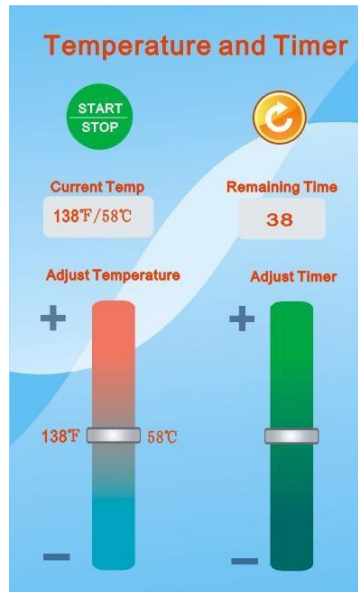 Temperature and Timer
START
STOP
Current Temp
Remaining Time
138℉/58℃
38
Adjust Temperature
Adjust Timer
+
+
138℉
58℃
−
−